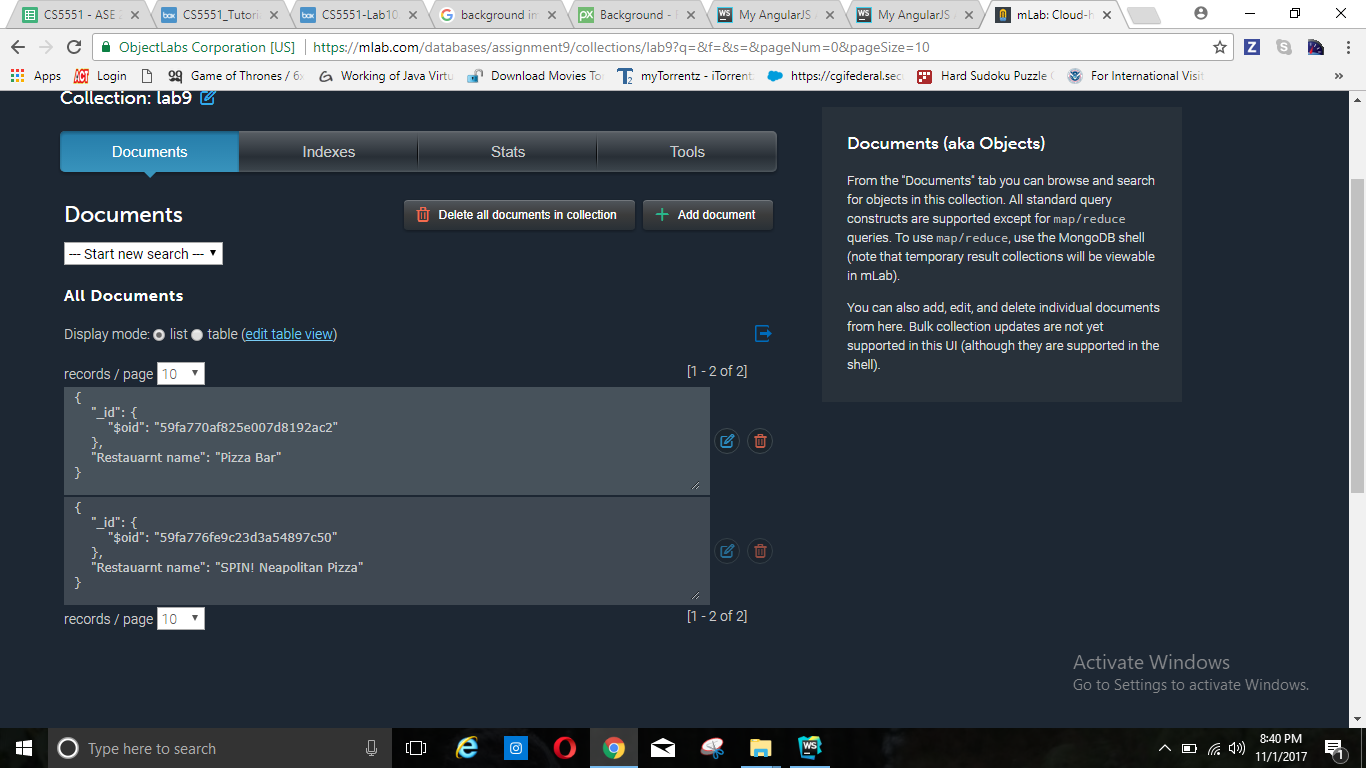 CS5551 - ASE 2
CS5551_Tutori
CS5551-Lab10
background im
Background -
My AngularJS
My AngularJS A
mLab: Cloud-h
ObjectLabs Corporation [US] | https://mlab.com/databases/assignment9/collections/lab9?q=&f=&s=&pageNum=0&pageSize=10
Apps Login Game of Thrones / 6x Working of Java Virtu Download Movies To myTorrentz - iTorrent https://cgifederal.sec Hard Sudoku Puzzle For International Visit »
Collection: lab9
Documents Indexes Stats Tools
Documents
Delete all documents in collection
+ Add document
--- Start new search ---
All Documents
Display mode: list table (edit table view)
records / page 10 [1 - 2 of 2]
{
"_id": {
"$oid": "59fa770af825e007d8192ac2"
},
"Restauarnt name": "Pizza Bar"
}
{
"_id": {
"$oid": "59fa776fe9c23d3a54897c50"
},
"Restauarnt name": "SPIN! Neapolitan Pizza"
}
records / page 10 [1 - 2 of 2]
Documents (aka Objects)
From the "Documents" tab you can browse and search
for objects in this collection. All standard query
constructs are supported except for map/reduce
queries. To use map/reduce, use the MongoDB shell
(note that temporary result collections will be viewable
in mLab).
You can also add, edit, and delete individual documents
from here. Bulk collection updates are not yet
supported in this UI (although they are supported in the
shell).
Activate Windows
Go to Settings to activate Windows.
Type here to search
8:40 PM
11/1/2017
1